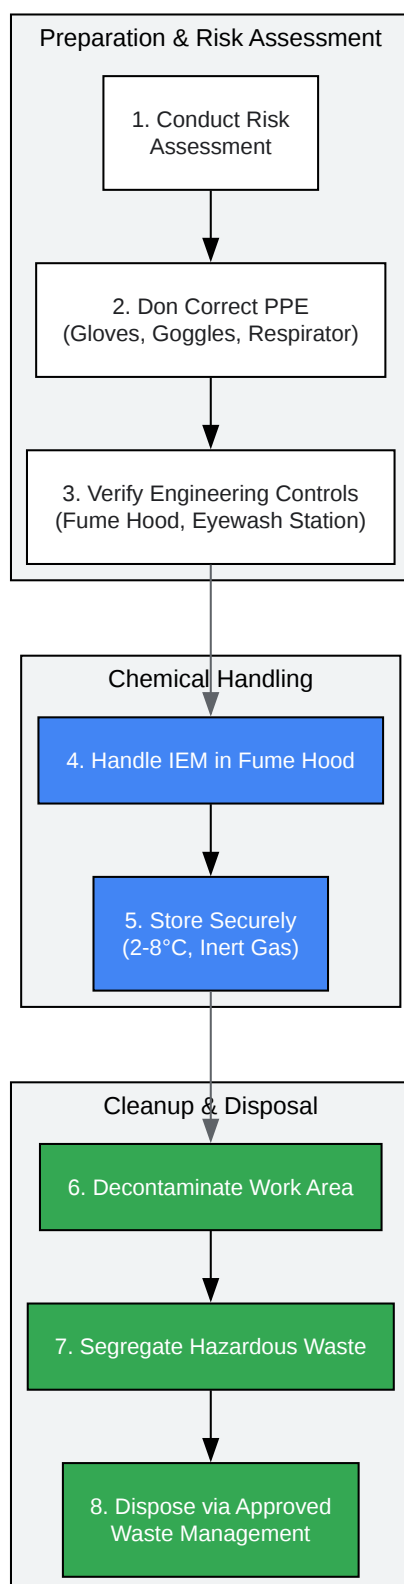 Preparation & Risk Assessment
1. Conduct Risk
Assessment
2. Don Correct PPE
(Gloves, Goggles, Respirator)
3. Verify Engineering Controls
(Fume Hood, Eyewash Station)
Chemical Handling
4. Handle IEM in Fume Hood
5. Store Securely
(2-8°C, Inert Gas)
Cleanup & Disposal
6. Decontaminate Work Area
7. Segregate Hazardous Waste
8. Dispose via Approved
Waste Management